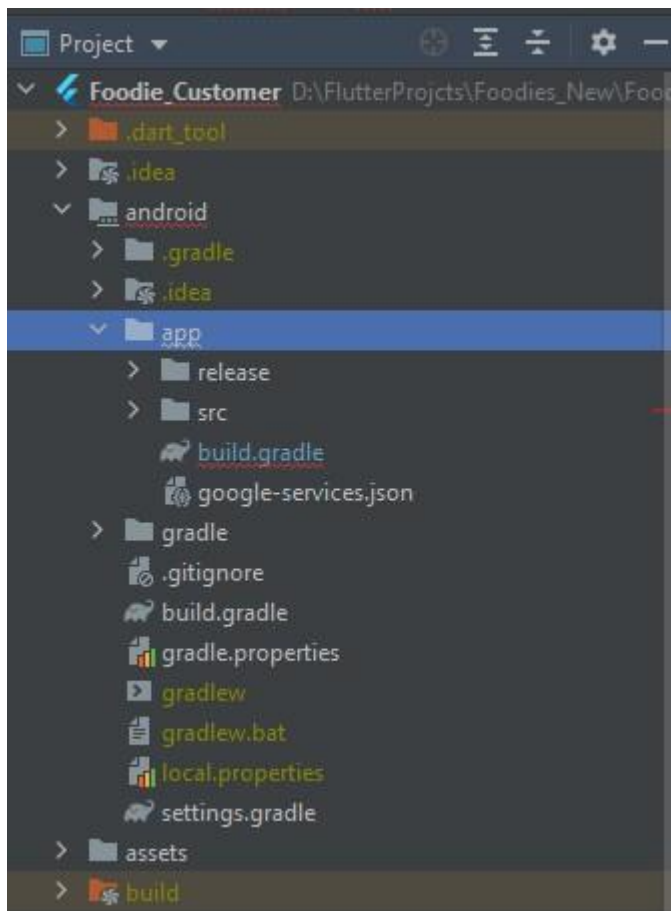 Project
Foodie_Customer D:\FlutterProjcts\Foodies_New\Food
.dart_tool
.idea
android
.gradle
.idea
app
release
src
build.gradle
google-services.json
gradle
.gitignore
build.gradle
gradle.properties
gradlew
gradlew.bat
local.properties
settings.gradle
assets
build